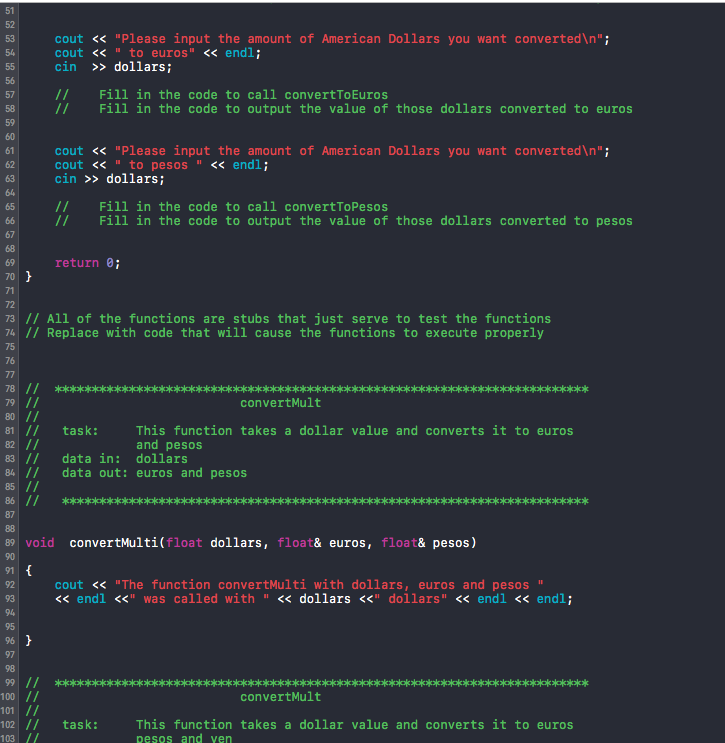 51
52
53 cout << "Please input the amount of American Dollars you want converted\n";
54 cout << " to euros" << endl;
55 cin  >> dollars;
56
57 //    Fill in the code to call convertToEuros
58 //    Fill in the code to output the value of those dollars converted to euros
59
60
61 cout << "Please input the amount of American Dollars you want converted\n";
62 cout << " to pesos " << endl;
63 cin >> dollars;
64
65 //    Fill in the code to call convertToPesos
66 //    Fill in the code to output the value of those dollars converted to pesos
67
68
69 return 0;
70 }
71
72
73 // All of the functions are stubs that just serve to test the functions
74 // Replace with code that will cause the functions to execute properly
75
76
77
78 //  ************************************************************************
79 //                           convertMult
80 //
81 //   task:     This function takes a dollar value and converts it to euros
82 //             and pesos
83 //   data in:  dollars
84 //   data out: euros and pesos
85 //
86 //   ***********************************************************************
87
88
89 void  convertMulti(float dollars, float& euros, float& pesos)
90
91 {
92 cout << "The function convertMulti with dollars, euros and pesos "
93 << endl <<" was called with " << dollars <<" dollars" << endl << endl;
94
95
96 }
97
98
99 //  ************************************************************************
100 //                           convertMult
101 //
102 //   task:     This function takes a dollar value and converts it to euros
103 //             pesos and yen